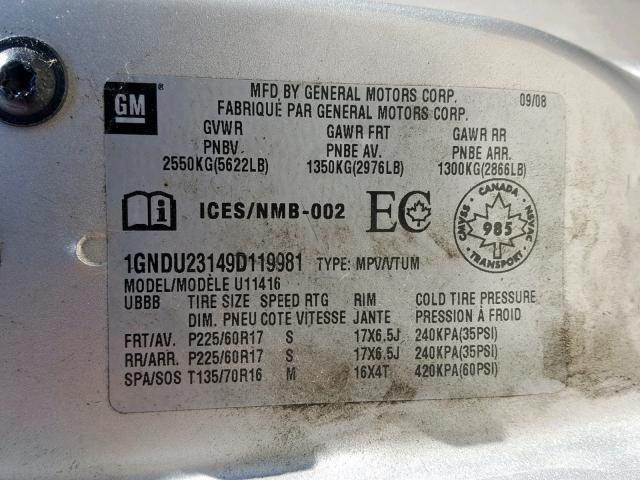 GM
MFD BY GENERAL MOTORS CORP. 09/08
FABRIQUÉ PAR GENERAL MOTORS CORP.
GVWR GAWR FRT GAWR RR
PNBV. PNBE AV. PNBE ARR.
2550KG(5622LB) 1350KG(2976LB) 1300KG(2866LB)
ICES/NMB-002 EC CANADA CMVSS 985 NSVAC TRANSPORT
1GNDU23149D119981 TYPE: MPV/VTUM
MODEL/MODÈLE U11416
UBBB TIRE SIZE SPEED RTG RIM COLD TIRE PRESSURE
DIM. PNEU COTE VITESSE JANTE PRESSION À FROID
FRT/AV. P225/60R17 S 17X6.5J 240KPA(35PSI)
RR/ARR. P225/60R17 S 17X6.5J 240KPA(35PSI)
SPA/SOS T135/70R16 M 16X4T 420KPA(60PSI)